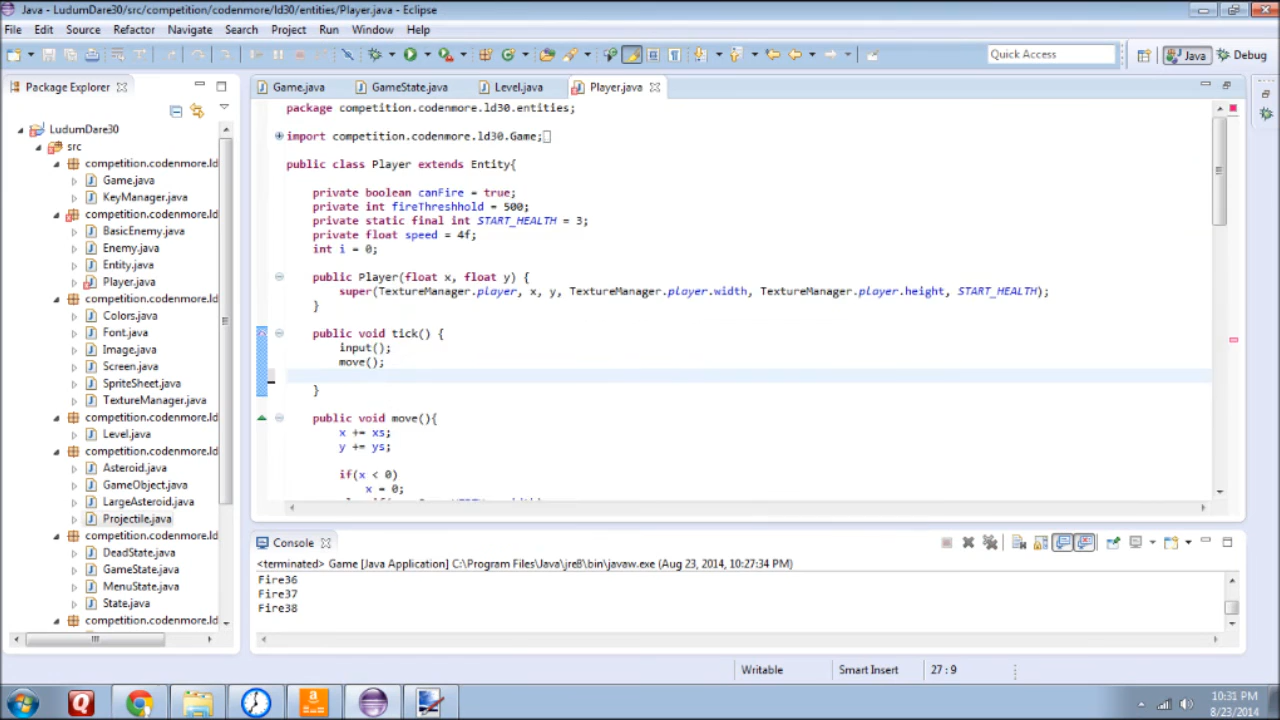 Java - LudumDare30/src/competition/codenmore/ld30/entities/Player.java - Eclipse
File Edit Source Refactor Navigate Search Project Run Window Help
Quick Access
Java
Debug
Package Explorer
LudumDare30
src
competition.codenmore.ld
Game.java
KeyManager.java
competition.codenmore.ld
BasicEnemy.java
Enemy.java
Entity.java
Player.java
competition.codenmore.ld
Colors.java
Font.java
Image.java
Screen.java
SpriteSheet.java
TextureManager.java
competition.codenmore.ld
Level.java
competition.codenmore.ld
Asteroid.java
GameObject.java
LargeAsteroid.java
Projectile.java
competition.codenmore.ld
DeadState.java
GameState.java
MenuState.java
State.java
competition.codenmore.ld
Game.java GameState.java Level.java Player.java
package competition.codenmore.ld30.entities;
import competition.codenmore.ld30.Game;
public class Player extends Entity{
private boolean canFire = true;
private int fireThreshhold = 500;
private static final int START_HEALTH = 3;
private float speed = 4f;
int i = 0;
public Player(float x, float y) {
super(TextureManager.player, x, y, TextureManager.player.width, TextureManager.player.height, START_HEALTH);
}
public void tick() {
input();
move();
}
public void move(){
x += xs;
y += ys;
if(x < 0)
x = 0;
Console
<terminated> Game [Java Application] C:\Program Files\Java\jre8\bin\javaw.exe (Aug 23, 2014, 10:27:34 PM)
Fire36
Fire37
Fire38
Writable Smart Insert 27 : 9
10:31 PM
8/23/2014